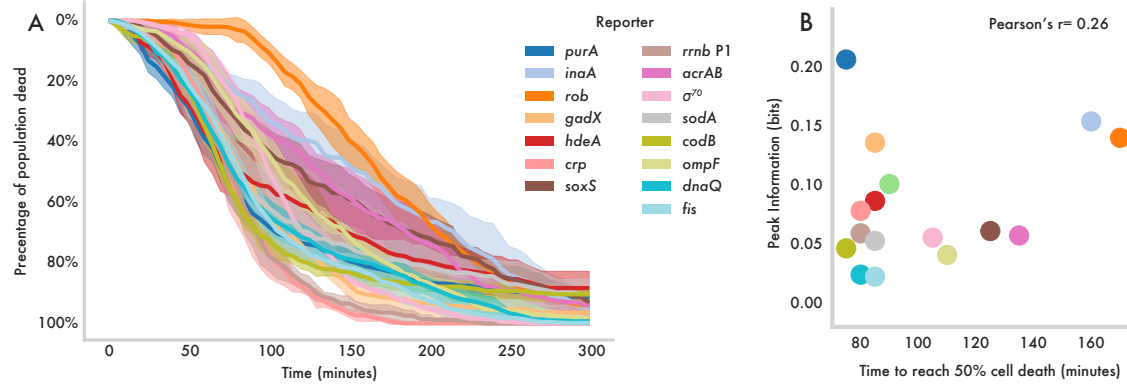 A
Precentage of population dead
0%
20%
40%
60%
80%
100%
0
50
100
150
200
250
300
Time (minutes)
Reporter
purA
inaA
rob
gadX
hdeA
crp
soxS
rrnb P1
acrAB
σ⁷⁰
sodA
codB
ompF
dnaQ
fis
B
Pearson's r= 0.26
Peak Information (bits)
0.20
0.15
0.10
0.05
0.00
80
100
120
140
160
Time to reach 50% cell death (minutes)